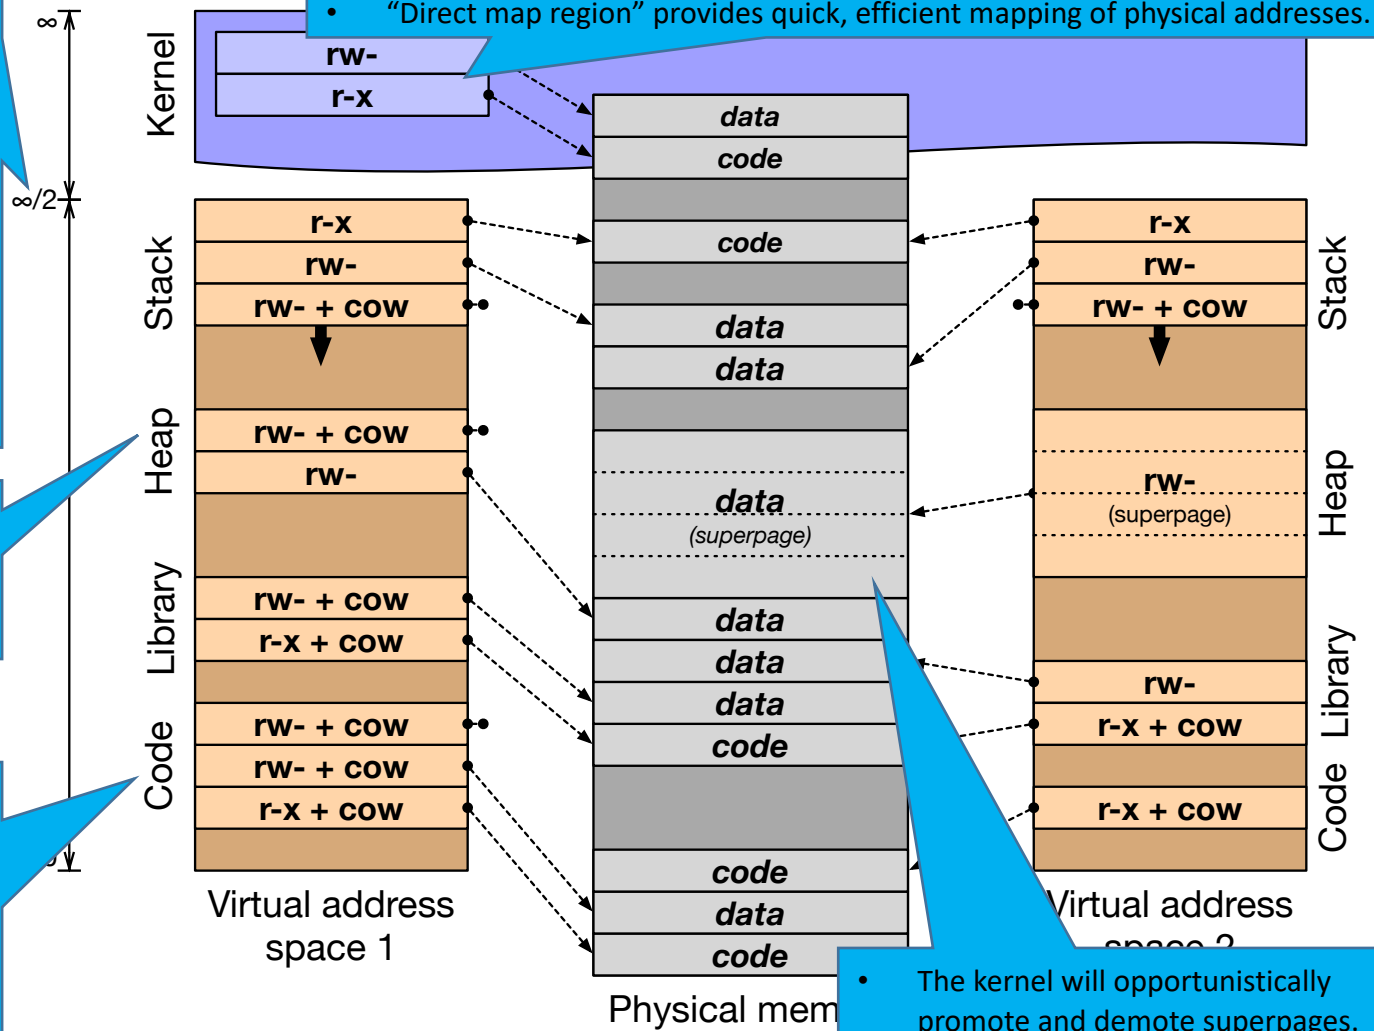 • “Direct map region” provides quick, efficient mapping of physical addresses.
∞
Kernel
rw-
r-x
∞/2
Stack
r-x
rw-
rw- + cow
Heap
rw- + cow
rw-
Library
rw- + cow
r-x + cow
Code
rw- + cow
rw- + cow
r-x + cow
Virtual address
space 1
data
code
code
data
data
data
(superpage)
data
data
data
code
code
data
code
Physical mem
r-x
rw-
rw- + cow
Stack
rw-
(superpage)
Heap
rw-
r-x + cow
Library
r-x + cow
Code
Virtual address
space 2
• The kernel will opportunistically
promote and demote superpages,